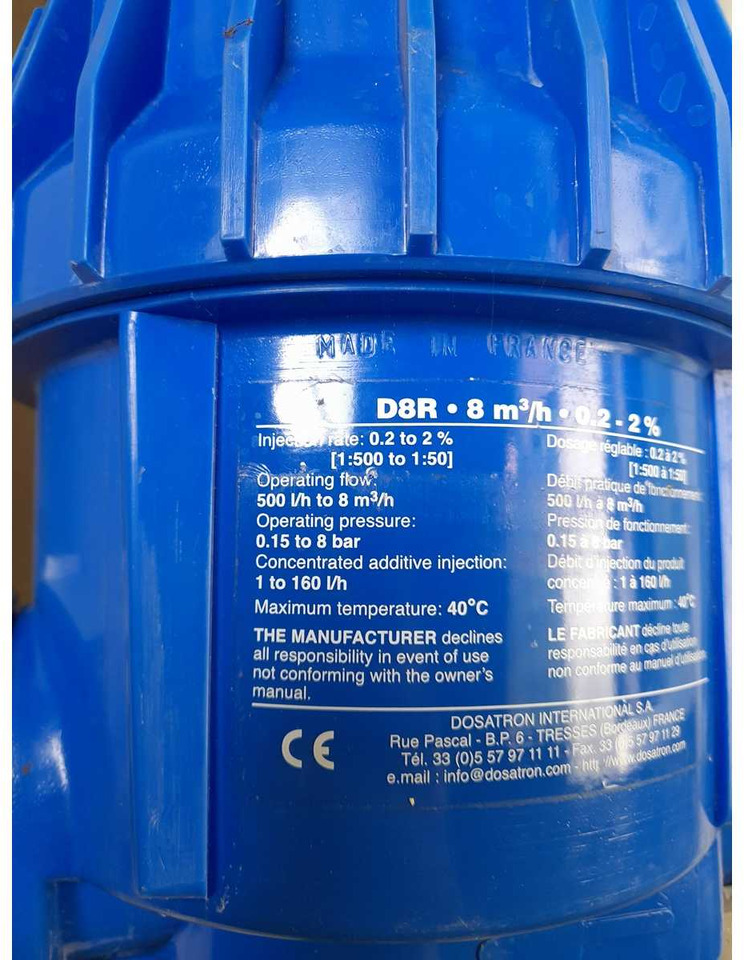 MADE IN FRANCE
D8R • 8 m³/h • 0.2 - 2 %
Injection rate: 0.2 to 2 %
[1:500 to 1:50]
Operating flow:
500 l/h to 8 m³/h
Operating pressure:
0.15 to 8 bar
Concentrated additive injection:
1 to 160 l/h
Maximum temperature: 40°C
THE MANUFACTURER declines
all responsibility in event of use
not conforming with the owner's
manual.
Dosage réglable : 0.2 à 2 %
[1:500 à 1:50]
Débit pratique de fonctionnement:
500 l/h à 8 m³/h
Pression de fonctionnement:
0.15 à 8 bar
Débit d'injection du produit
concentré : 1 à 160 l/h
Température maximum : 40°C
LE FABRICANT décline toute
responsabilité en cas d'utilisation
non conforme au manuel d'utilisation.
DOSATRON INTERNATIONAL S.A.
Rue Pascal - B.P. 6 - TRESSES (Bordeaux) FRANCE
Tél. 33 (0)5 57 97 11 11 - Fax. 33 (0)5 57 97 11 29
e.mail : info@dosatron.com - http://www.dosatron.com
CE